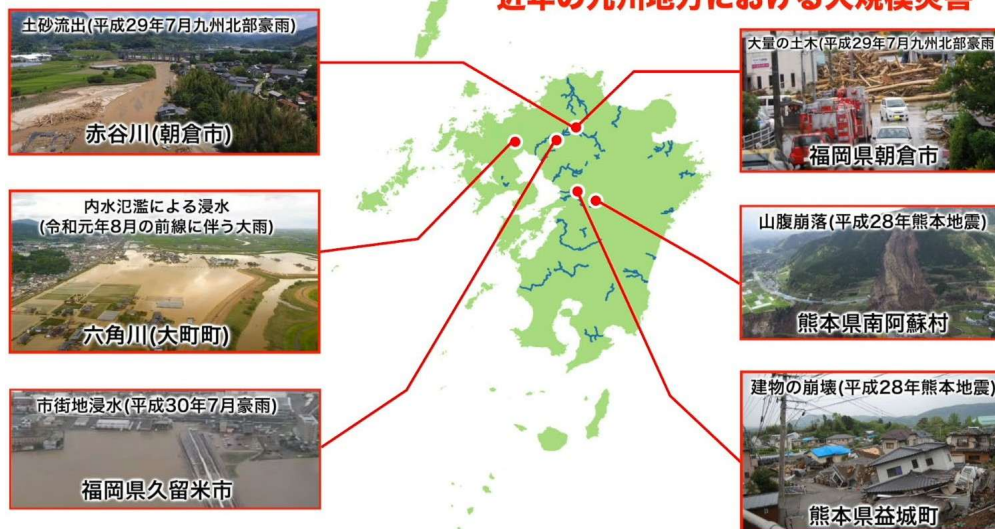 近年の九州地方における大規模災害
土砂流出(平成29年7月九州北部豪雨)
赤谷川(朝倉市)
内水氾濫による浸水
(令和元年8月の前線に伴う大雨)
六角川(大町町)
市街地浸水(平成30年7月豪雨)
福岡県久留米市
大量の土木(平成29年7月九州北部豪雨)
福岡県朝倉市
山腹崩落(平成28年熊本地震)
熊本県南阿蘇村
建物の崩壊(平成28年熊本地震)
熊本県益城町